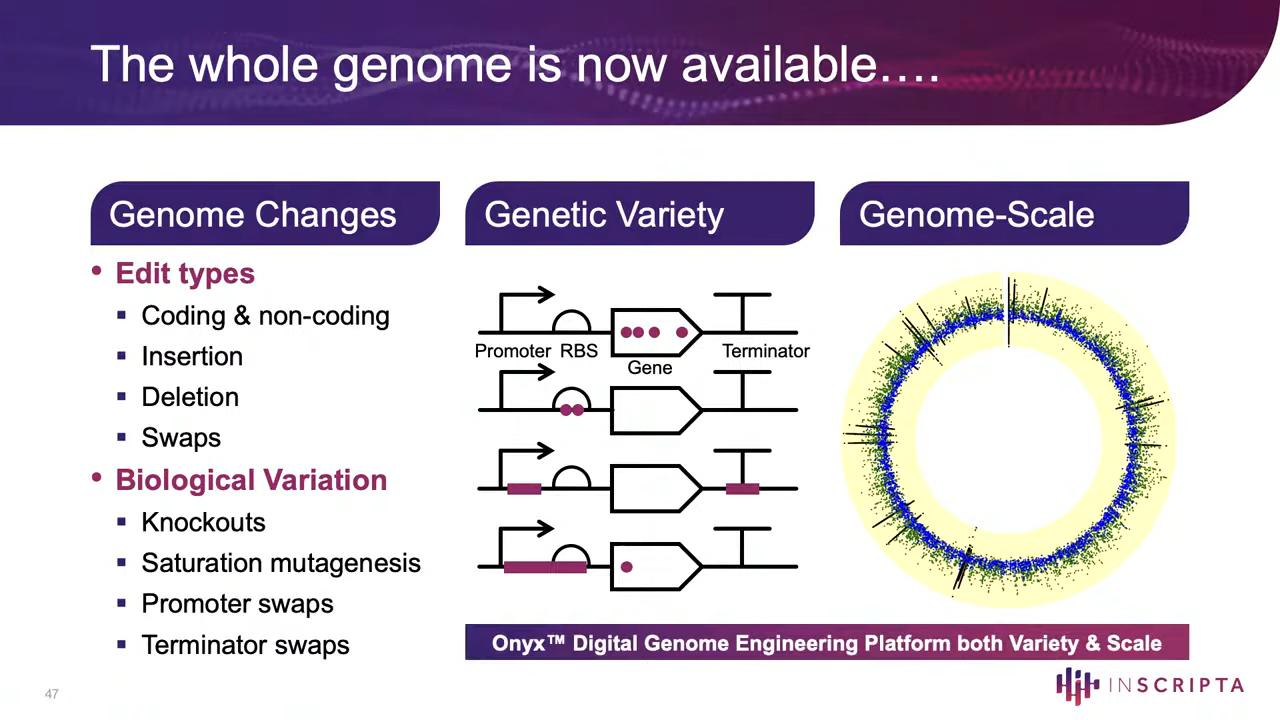 The whole genome is now available….
Genome Changes
• Edit types
▪ Coding & non-coding
▪ Insertion
▪ Deletion
▪ Swaps
• Biological Variation
▪ Knockouts
▪ Saturation mutagenesis
▪ Promoter swaps
▪ Terminator swaps
Genetic Variety
Promoter RBS Terminator
Gene
Genome-Scale
Onyx™ Digital Genome Engineering Platform both Variety & Scale
47
INSCRIPTA